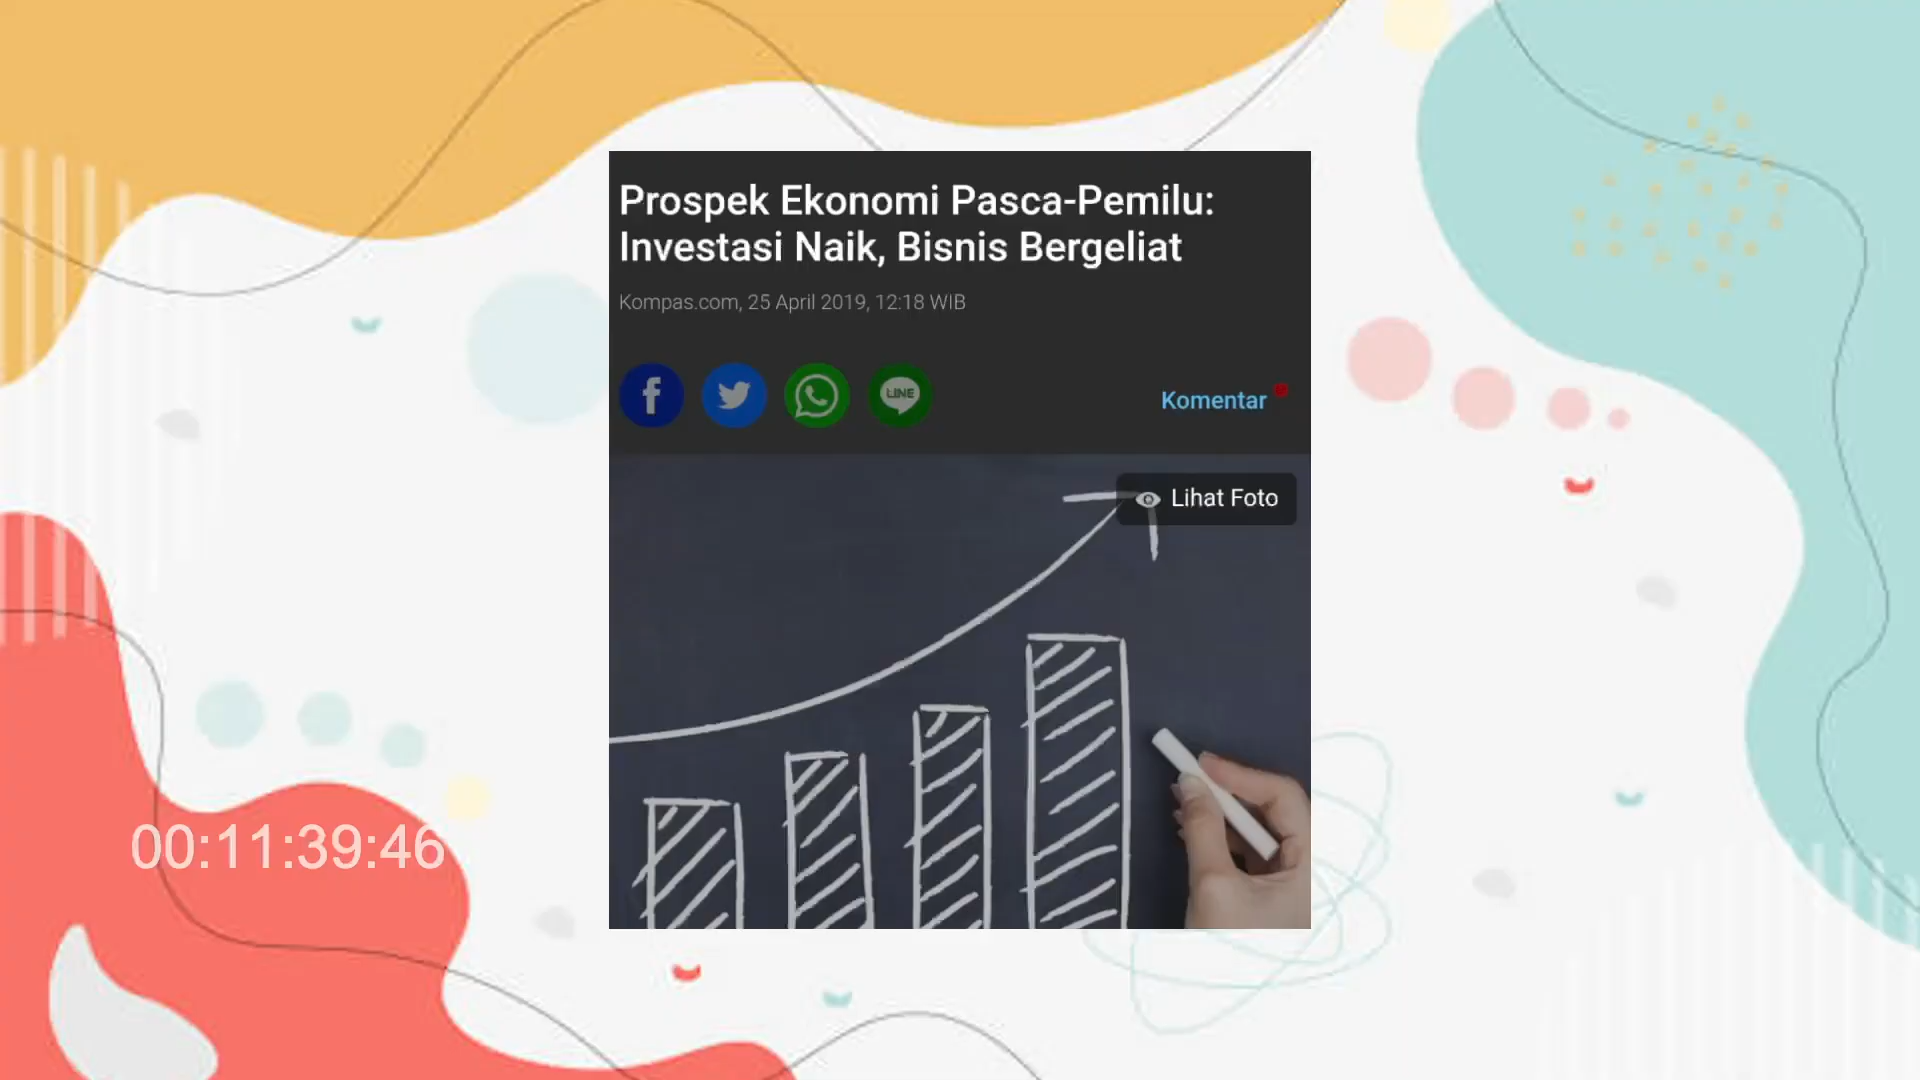 Prospek Ekonomi Pasca-Pemilu:
Investasi Naik, Bisnis Bergeliat
Kompas.com, 25 April 2019, 12:18 WIB
LINE
Komentar
Lihat Foto
00:11:39:46